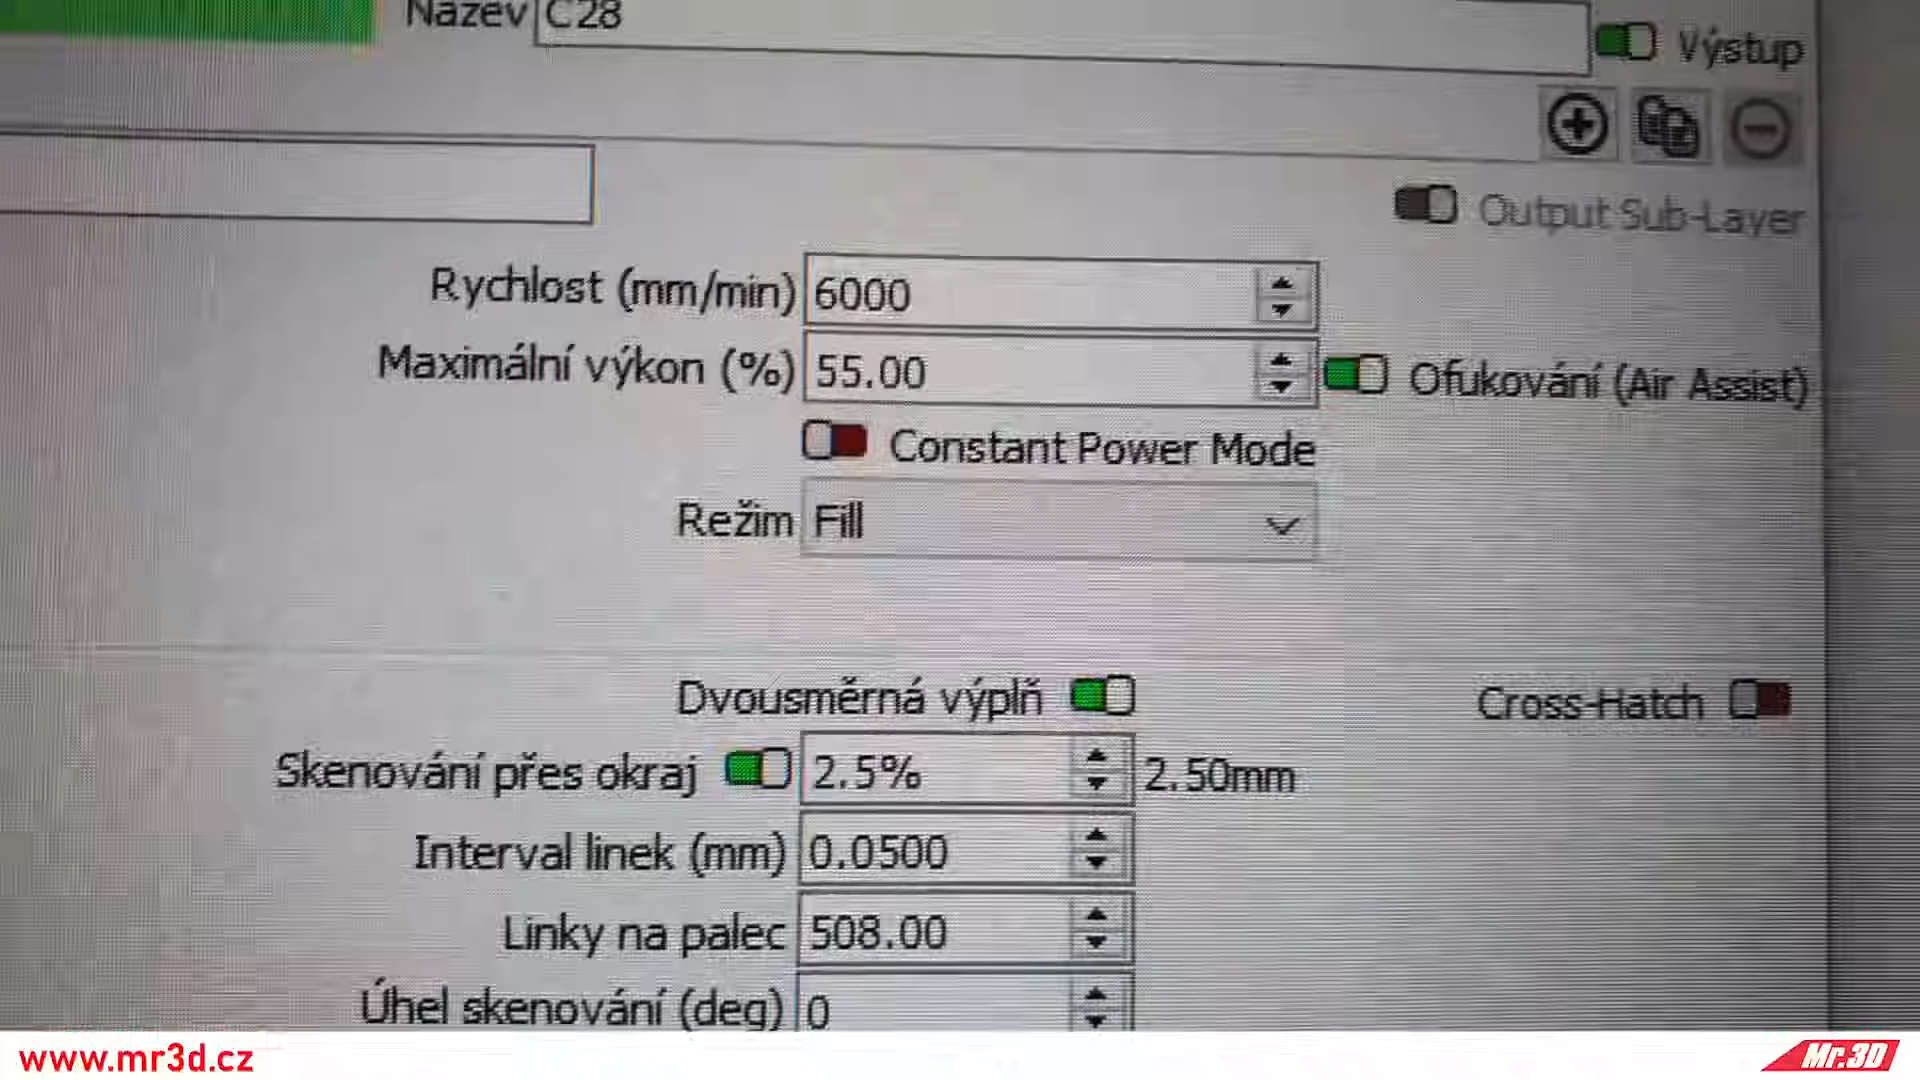 Název C28
Výstup
Output Sub-Layer
Rychlost (mm/min) 6000
Maximální výkon (%) 55.00 Ofukování (Air Assist)
Constant Power Mode
Režim Fill
Dvousměrná výplň Cross-Hatch
Skenování přes okraj 2.5% 2.50mm
Interval linek (mm) 0.0500
Linky na palec 508.00
Úhel skenování (deg) 0
www.mr3d.cz Mr.3D